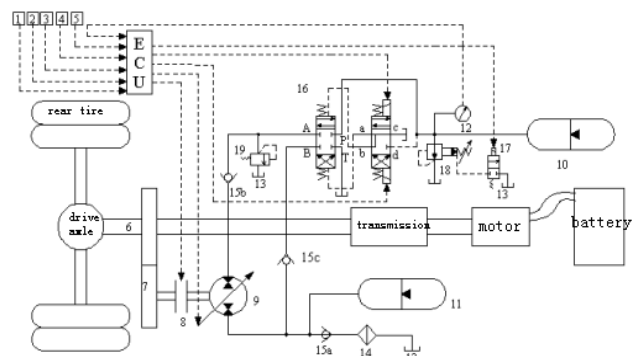 1 2 3 4 5
E
C
U
rear tire
16
A
P
a
c
B
T
b
d
12
10
17
18
19
13
13
15b
drive
axle
6
transmission
motor
battery
15c
7
8
9
11
15a
14